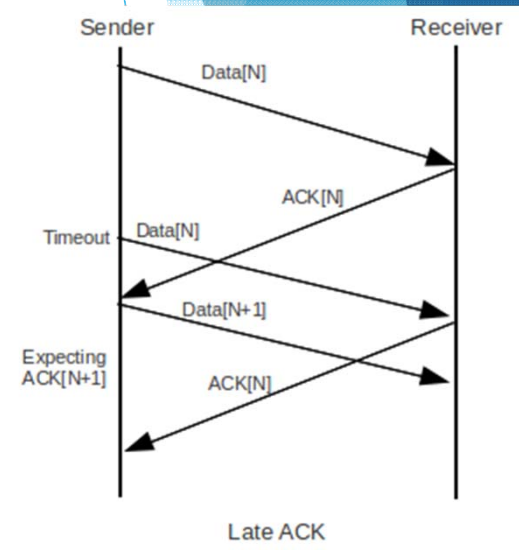 Sender
Receiver
Data[N]
ACK[N]
Timeout
Data[N]
Data[N+1]
Expecting
ACK[N+1]
ACK[N]
Late ACK